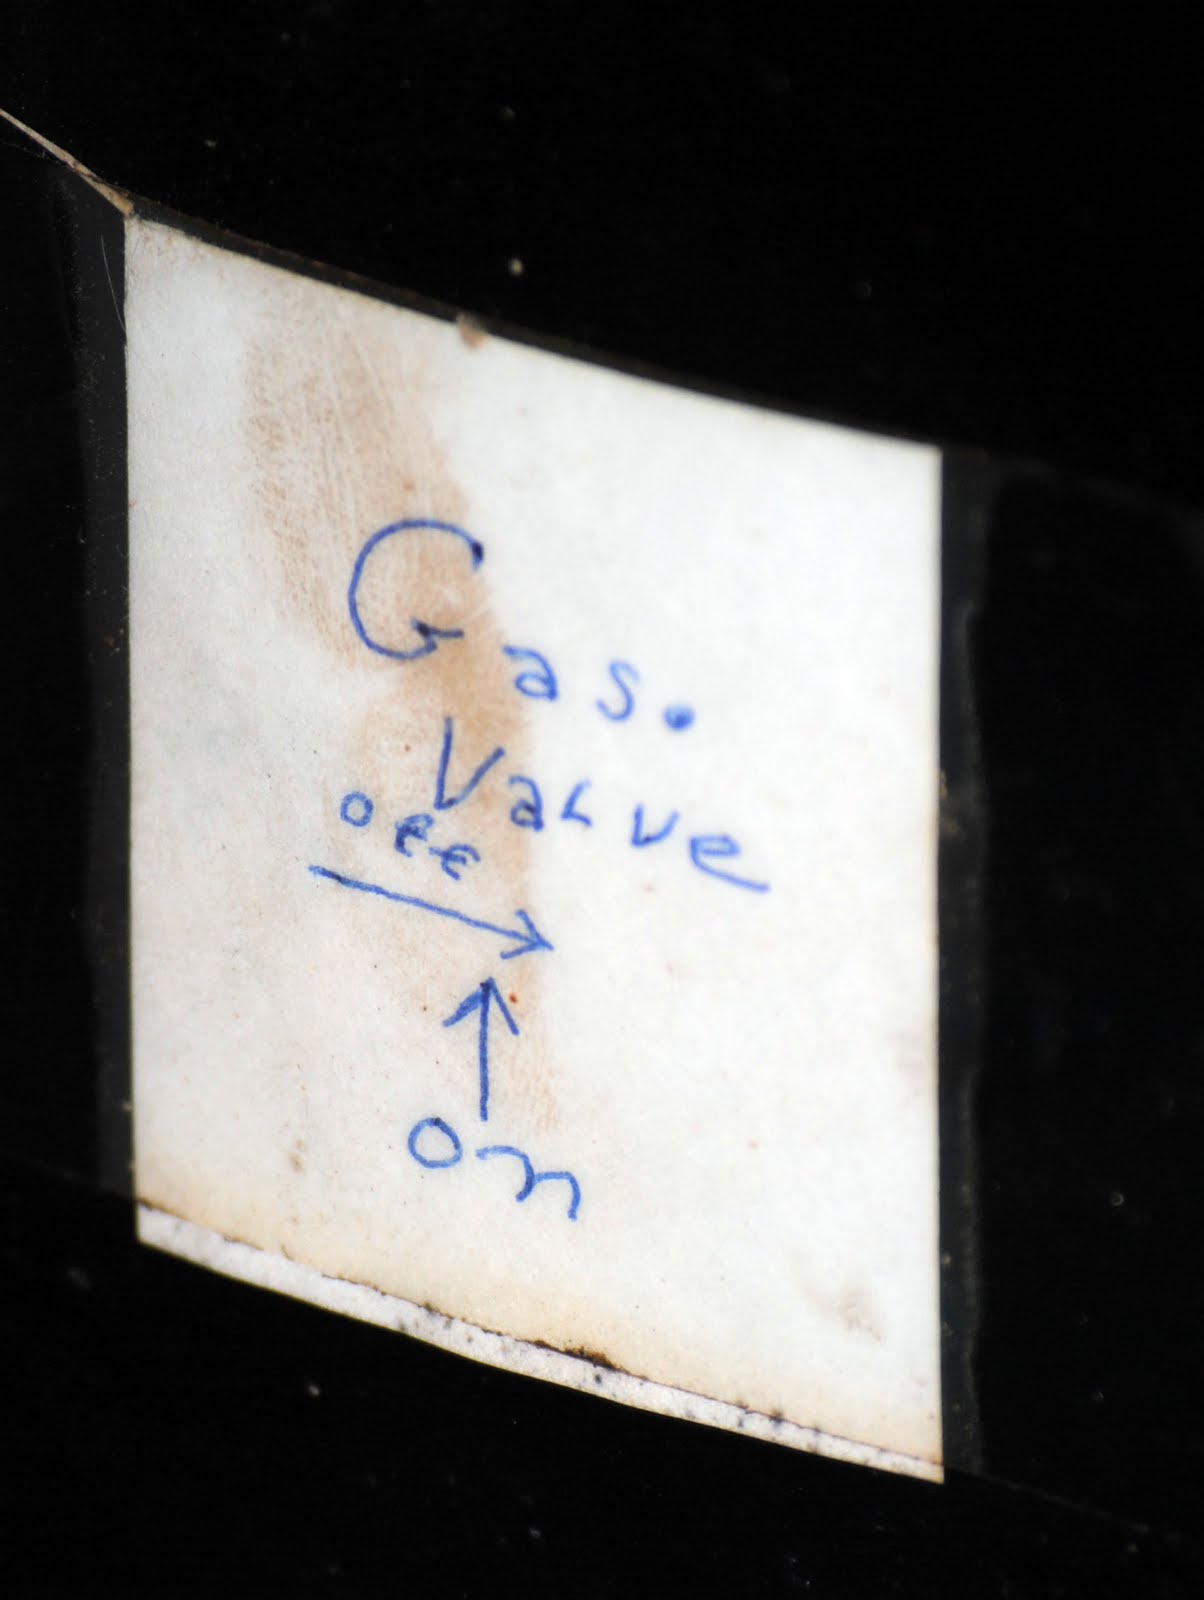 Gas.
Valve
off
→
↑
on